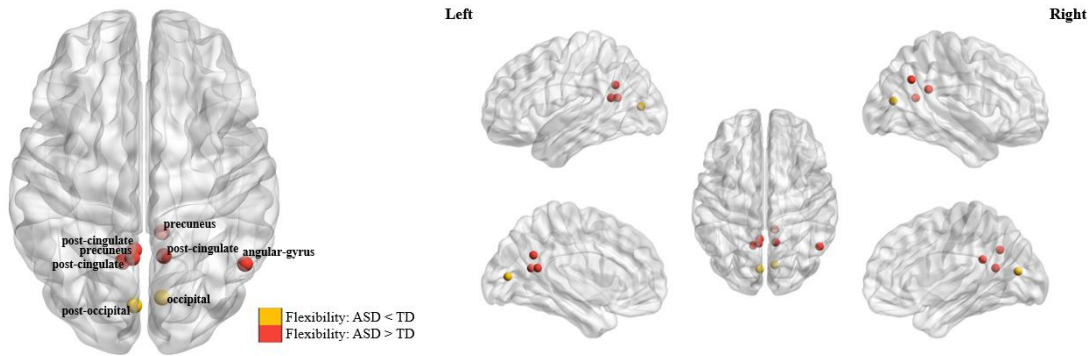 Left
Right
precuneus
post-cingulate
precuneus
post-cingulate
post-cingulate
angular-gyrus
post-occipital
occipital
Flexibility: ASD < TD
Flexibility: ASD > TD